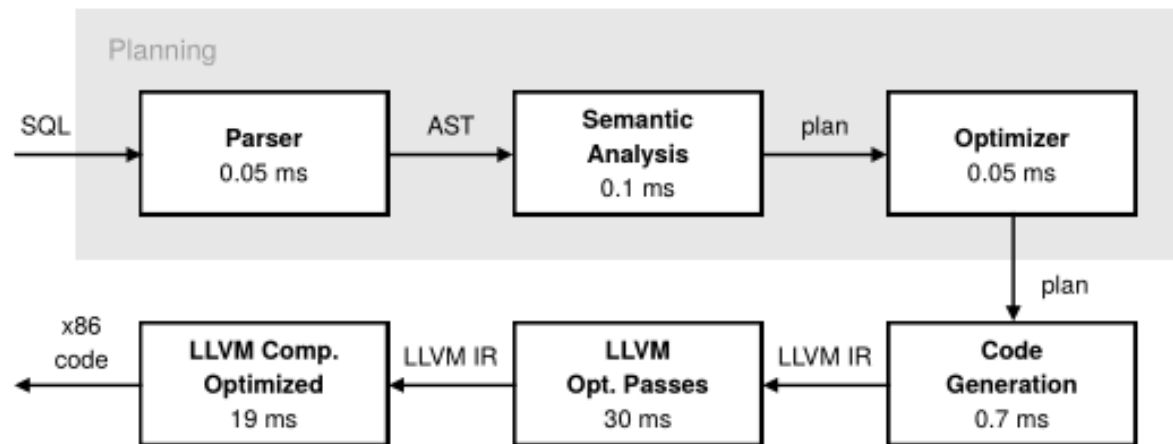 Planning
SQL
Parser
0.05 ms
AST
Semantic
Analysis
0.1 ms
plan
Optimizer
0.05 ms
plan
x86
code
LLVM Comp.
Optimized
19 ms
LLVM IR
LLVM
Opt. Passes
30 ms
LLVM IR
Code
Generation
0.7 ms